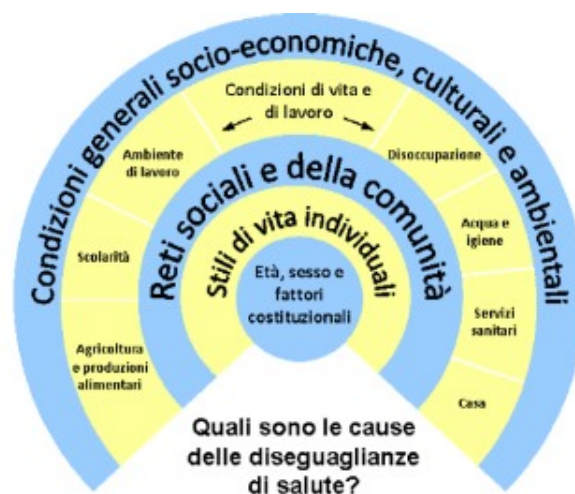 Condizioni generali socio-economiche, culturali e ambientali
Condizioni di vita e
di lavoro
Ambiente
di lavoro
Disoccupazione
Scolarità
Acqua e
igiene
Agricoltura
e produzioni
alimentari
Servizi
sanitari
Casa
Reti sociali e della comunità
Stili di vita individuali
Età, sesso e
fattori
costituzionali
Quali sono le cause
delle diseguaglianze
di salute?